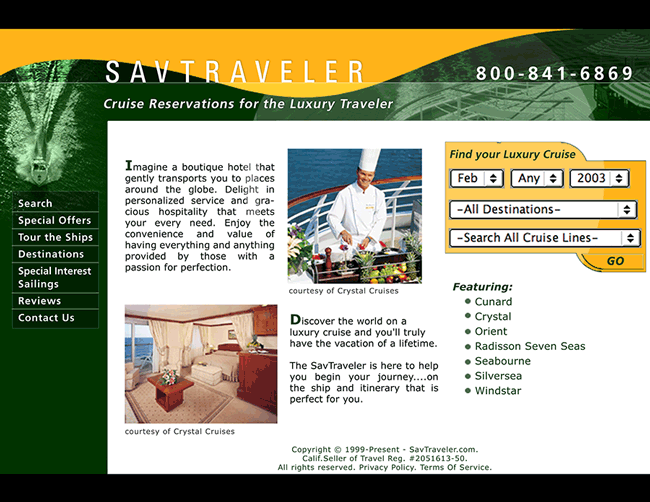 SAVTRAVELER
800-841-6869
Cruise Reservations for the Luxury Traveler
Search
Special Offers
Tour the Ships
Destinations
Special Interest
Sailings
Reviews
Contact Us
Imagine a boutique hotel that
gently transports you to places
around the globe. Delight in
personalized service and gra-
cious hospitality that meets
your every need. Enjoy the
convenience and value of
having everything and anything
provided by those with a
passion for perfection.
courtesy of Crystal Cruises
courtesy of Crystal Cruises
Discover the world on a
luxury cruise and you'll truly
have the vacation of a lifetime.
The SavTraveler is here to help
you begin your journey....on
the ship and itinerary that is
perfect for you.
Find your Luxury Cruise
Feb Any 2003
-All Destinations-
-Search All Cruise Lines-
GO
Featuring:
Cunard
Crystal
Orient
Radisson Seven Seas
Seabourne
Silversea
Windstar
Copyright © 1999-Present - SavTraveler.com.
Calif.Seller of Travel Reg. #2051613-50.
All rights reserved. Privacy Policy. Terms Of Service.